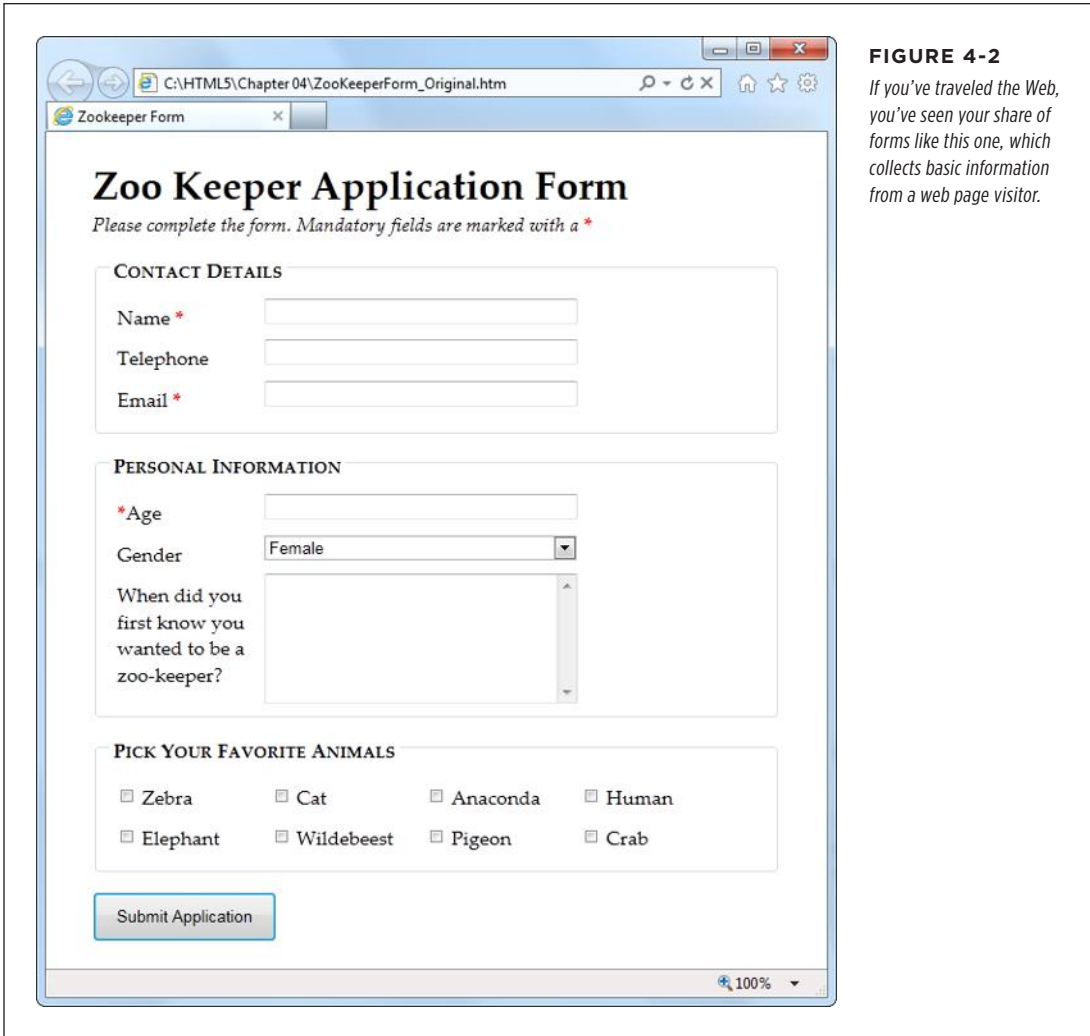 C:\HTML5\Chapter 04\ZooKeeperForm_Original.htm
Zookeeper Form
Zoo Keeper Application Form
Please complete the form. Mandatory fields are marked with a *
CONTACT DETAILS
Name *
Telephone
Email *
PERSONAL INFORMATION
*Age
Gender
Female
When did you
first know you
wanted to be a
zoo-keeper?
PICK YOUR FAVORITE ANIMALS
Zebra Cat Anaconda Human
Elephant Wildebeest Pigeon Crab
Submit Application
100%
FIGURE 4-2
If you’ve traveled the Web,
you’ve seen your share of
forms like this one, which
collects basic information
from a web page visitor.